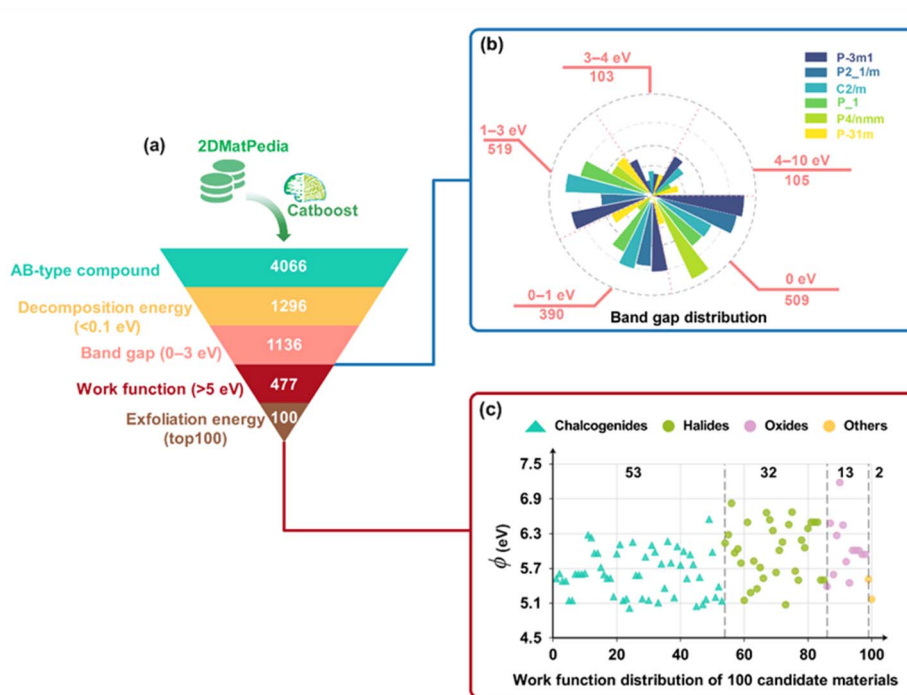 (a)
2DMatPedia
Catboost
AB-type compound
4066
Decomposition energy
(<0.1 eV)
1296
Band gap (0–3 eV)
1136
Work function (>5 eV)
477
Exfoliation energy
(top100)
100
(b)
3–4 eV
103
P-3m1
P2_1/m
C2/m
P_1
P4/nmm
P-31m
1–3 eV
519
4–10 eV
105
0–1 eV
390
0 eV
509
Band gap distribution
(c)
Chalcogenides
Halides
Oxides
Others
53
32
13
2
7.5
6.9
6.3
5.7
5.1
4.5
ϕ (eV)
0
20
40
60
80
100
Work function distribution of 100 candidate materials